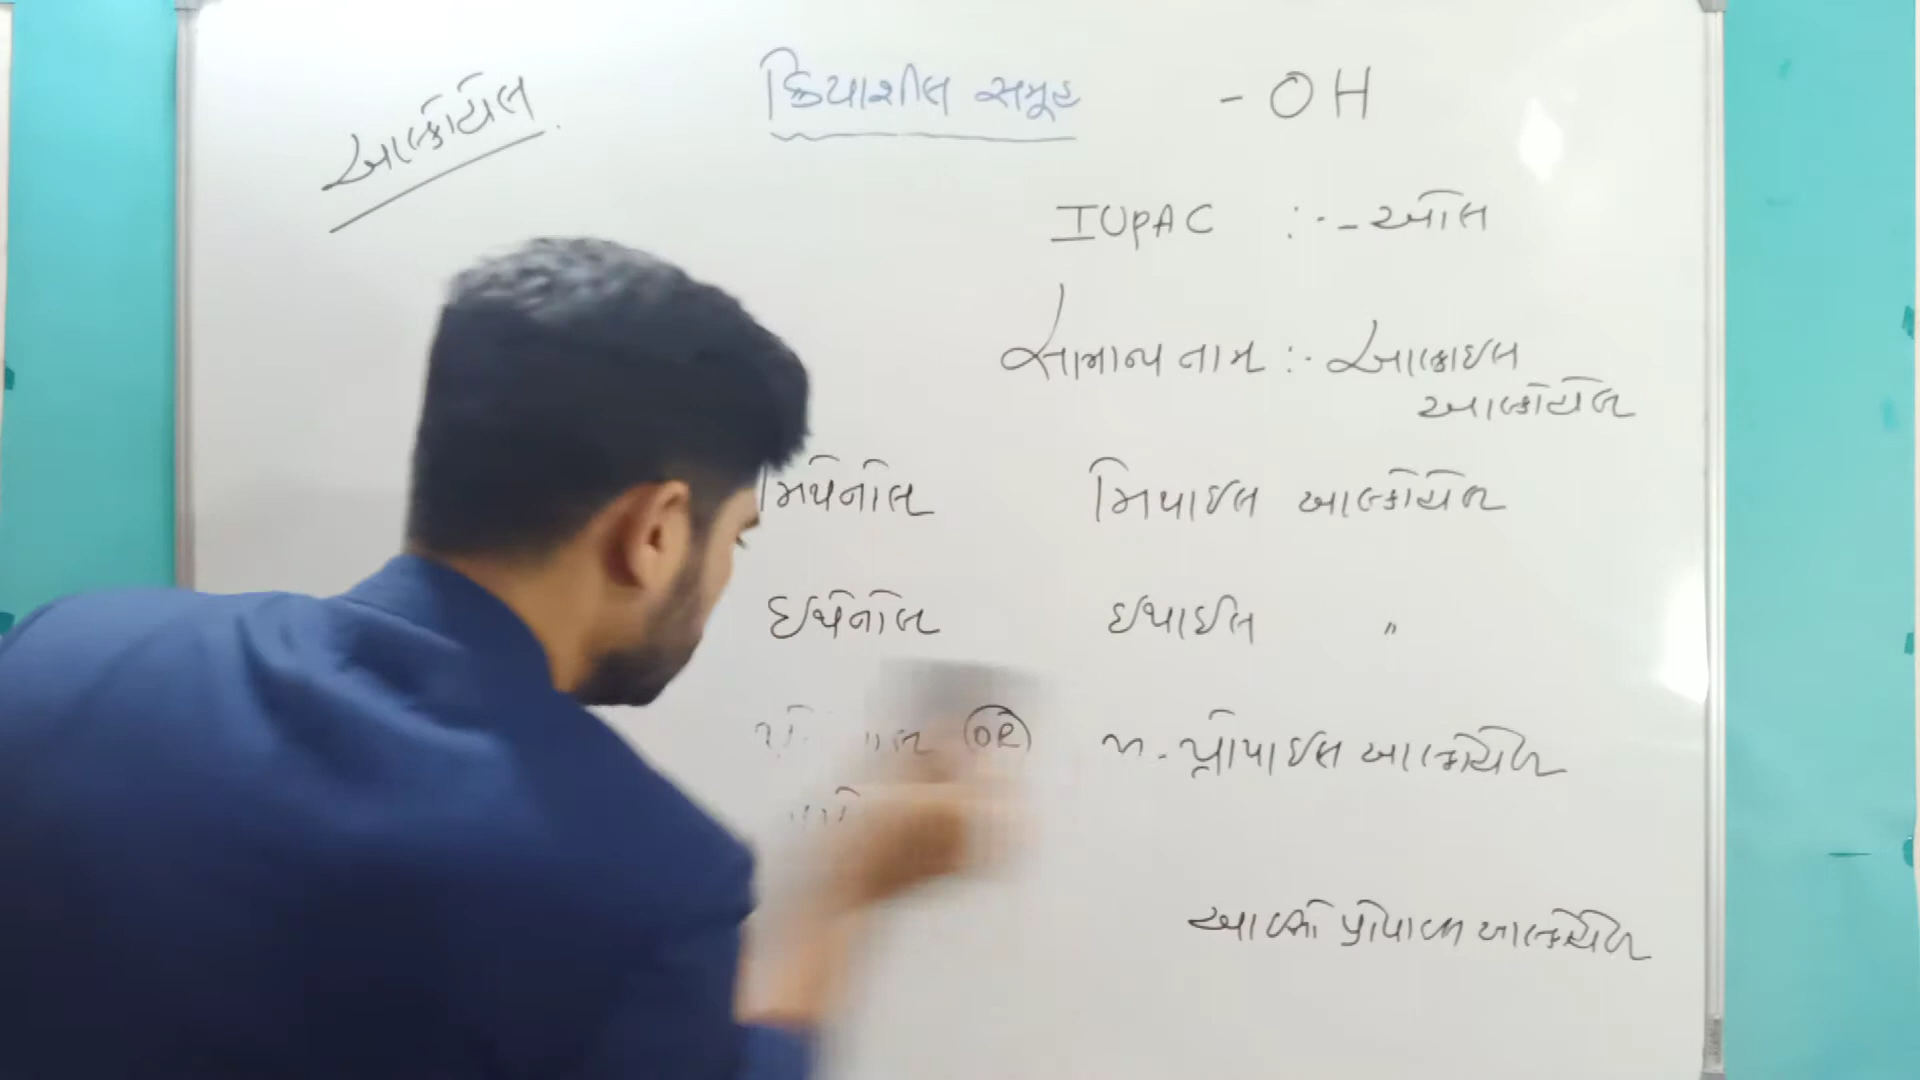 આલ્કોહોલ
ક્રિયાશીલ સમૂહ - OH
IUPAC :- - ઓલ
સામાન્ય નામ :- આલ્કાઇલ
આલ્કોહોલ
મિથેનોલ મિથાઇલ આલ્કોહોલ
ઇથેનોલ ઇથાઇલ "
OR n - પ્રોપાઇલ આલ્કોહોલ
આઇસો પ્રોપાઇલ આલ્કોહોલ